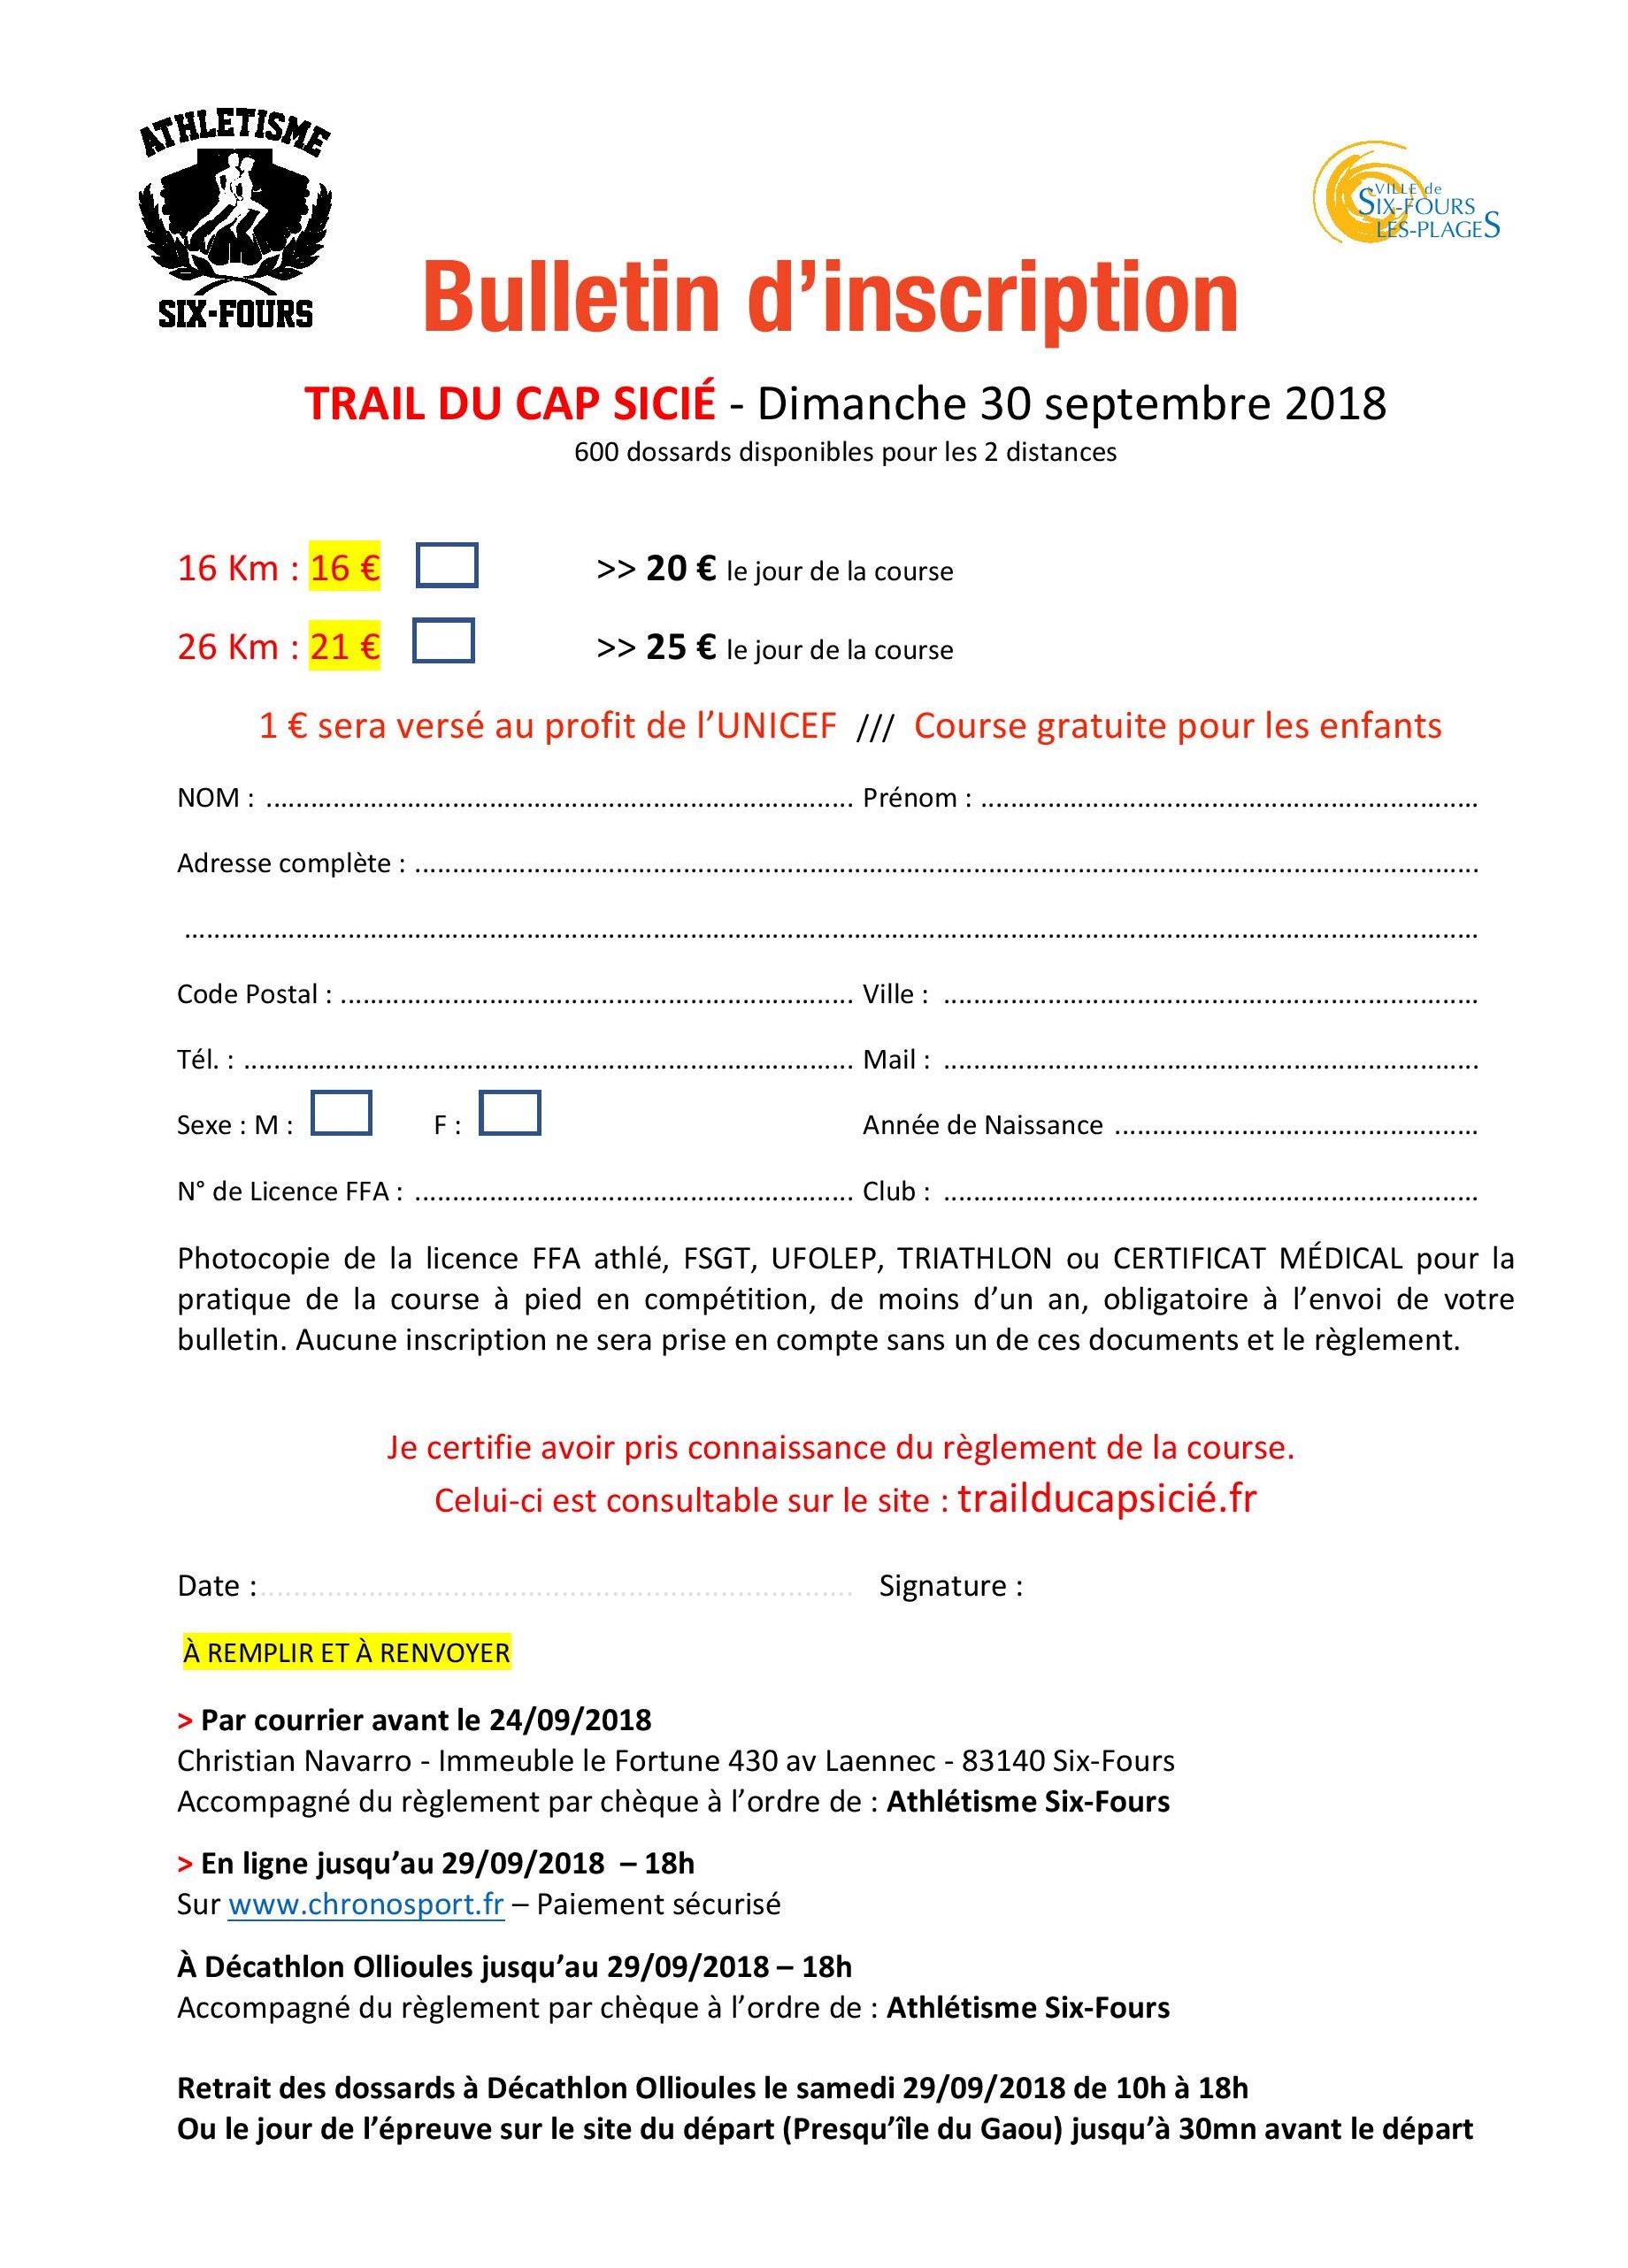 ATHLETISME
SIX-FOURS
VILLE de
SIX-FOURS
LES-PLAGES
Bulletin d’inscription
TRAIL DU CAP SICIÉ - Dimanche 30 septembre 2018
600 dossards disponibles pour les 2 distances
16 Km : 16 € >> 20 € le jour de la course
26 Km : 21 € >> 25 € le jour de la course
1 € sera versé au profit de l’UNICEF /// Course gratuite pour les enfants
NOM : ............................................................................... Prénom : ...................................................................
Adresse complète : ...............................................................................................................................................
..............................................................................................................................................................................
Code Postal : ..................................................................... Ville : ........................................................................
Tél. : .................................................................................. Mail : ........................................................................
Sexe : M : F : Année de Naissance .................................................
N° de Licence FFA : ........................................................... Club : ........................................................................
Photocopie de la licence FFA athlé, FSGT, UFOLEP, TRIATHLON ou CERTIFICAT MÉDICAL pour la
pratique de la course à pied en compétition, de moins d’un an, obligatoire à l’envoi de votre
bulletin. Aucune inscription ne sera prise en compte sans un de ces documents et le règlement.
Je certifie avoir pris connaissance du règlement de la course.
Celui-ci est consultable sur le site : trailducapsicié.fr
Date :........................................................................ Signature :
À REMPLIR ET À RENVOYER
> Par courrier avant le 24/09/2018
Christian Navarro - Immeuble le Fortune 430 av Laennec - 83140 Six-Fours
Accompagné du règlement par chèque à l’ordre de : Athlétisme Six-Fours
> En ligne jusqu’au 29/09/2018 – 18h
Sur www.chronosport.fr – Paiement sécurisé
À Décathlon Ollioules jusqu’au 29/09/2018 – 18h
Accompagné du règlement par chèque à l’ordre de : Athlétisme Six-Fours
Retrait des dossards à Décathlon Ollioules le samedi 29/09/2018 de 10h à 18h
Ou le jour de l’épreuve sur le site du départ (Presqu’île du Gaou) jusqu’à 30mn avant le départ